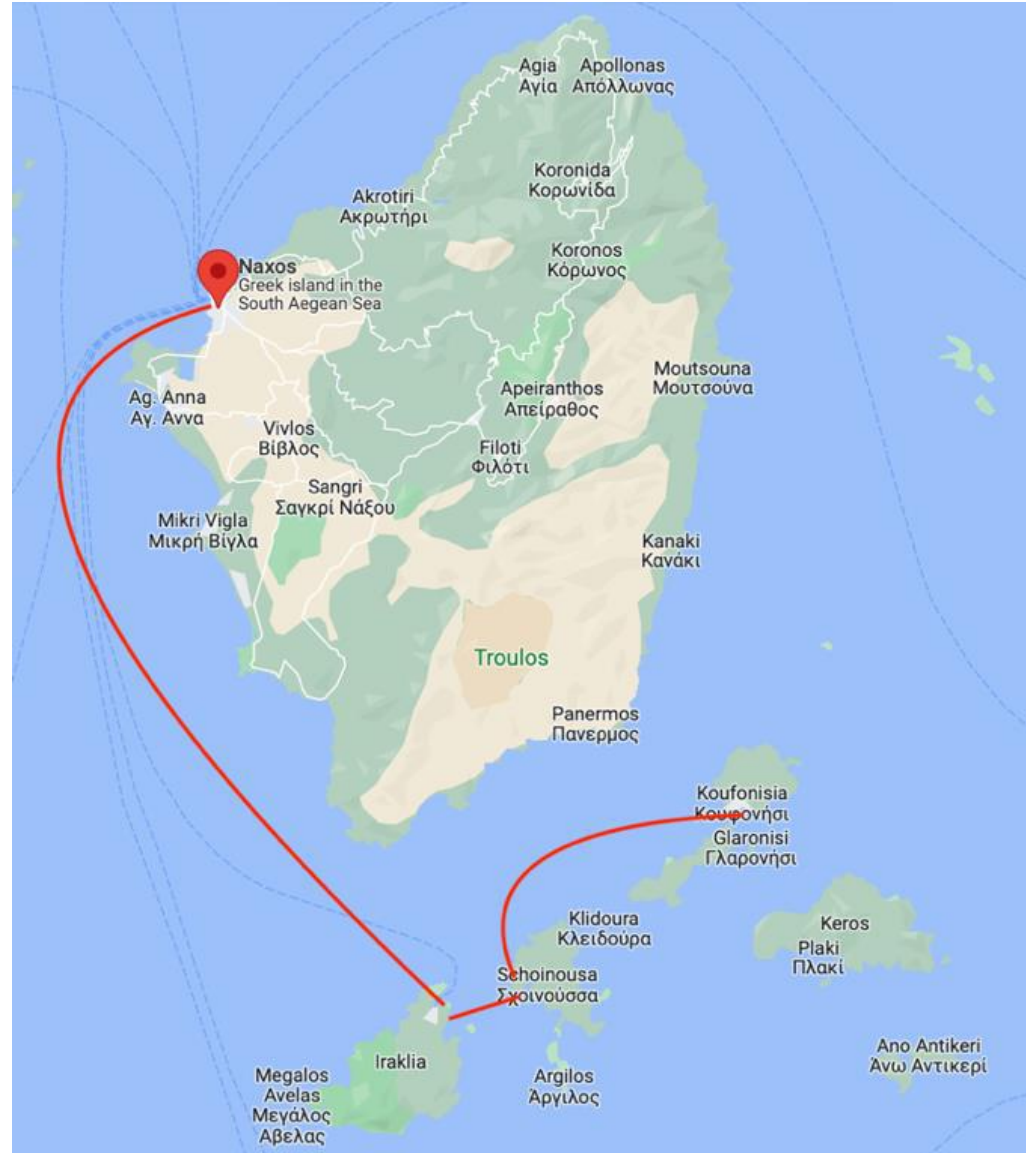 Agia
Αγία
Apollonas
Απόλλωνας
Koronida
Κορωνίδα
Akrotiri
Ακρωτήρι
Koronos
Κόρωνος
Naxos
Greek island in the
South Aegean Sea
Moutsouna
Μουτσούνα
Apeiranthos
Απείραθος
Ag. Anna
Αγ. Αννα
Vivlos
Βίβλος
Filoti
Φιλότι
Sangri
Σαγκρί Νάξου
Mikri Vigla
Μικρή Βίγλα
Kanaki
Κανάκι
Troulos
Panermos
Πανερμος
Koufonisia
Κουφονήσι
Glaronisi
Γλαρονήσι
Klidoura
Κλειδούρα
Keros
Plaki
Πλακί
Schoinousa
Σχοινούσσα
Iraklia
Megalos
Avelas
Μεγάλος
Αβελας
Argilos
Άργιλος
Ano Antikeri
Άνω Αντικερί